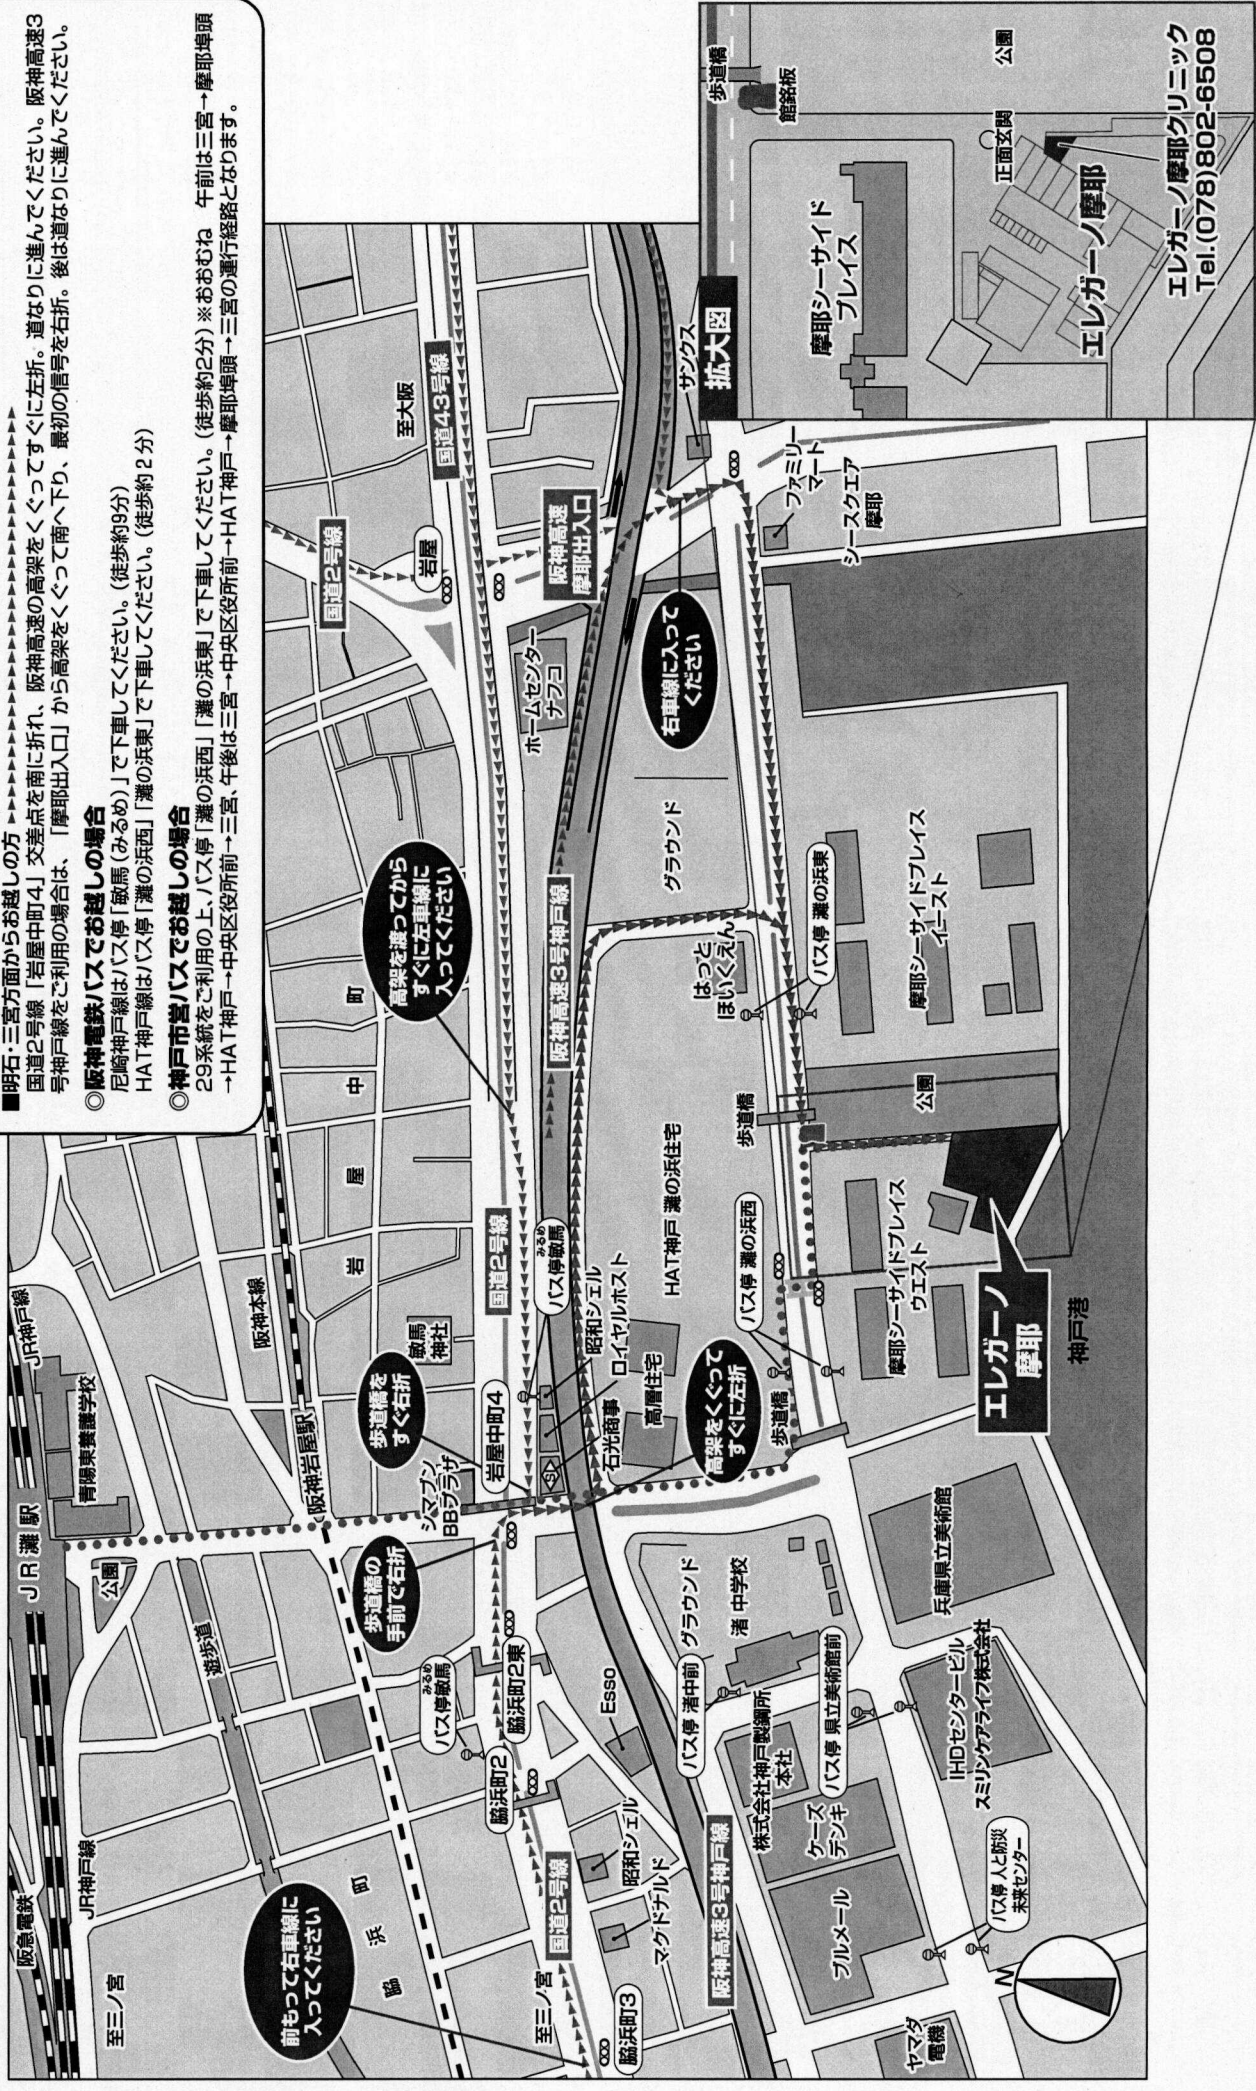 ■明石・三宮方面からお越しの方
国道2号線「岩屋中町4」交差点を南に折れ、阪神高速の高架をくぐってすぐに左折。道なりに進んでください。阪神高速3
号神戸線をご利用の場合は、「摩耶出入口」から高架をくぐって南へ下り、最初の信号を右折。後は道なりに進んでください。
◎阪神電鉄バスでお越しの場合
尼崎神戸線はバス停「敏馬(みるめ)」で下車してください。(徒歩約9分)
HAT神戸線はバス停「灘の浜西」「灘の浜東」で下車してください。(徒歩約2分)
◎神戸市営バスでお越しの場合
29系統をご利用の上、バス停「灘の浜西」「灘の浜東」で下車してください。(徒歩約2分)※おおむね 午前は三宮→摩耶埠頭
→HAT神戸→中央区役所前→三宮、午後は三宮→中央区役所前→HAT神戸→摩耶埠頭→三宮の運行経路となります。
阪急電鉄
JR灘駅
JR神戸線
JR神戸線
至三ノ宮
青陽東養護学校
公園
遊歩道
阪神本線
阪神岩屋駅
岩屋中町
脇浜町
敏馬
神社
国道2号線
至大阪
国道43号線
岩屋
前もって右車線に
入ってください
歩道橋の
手前で右折
歩道橋を
すぐ右折
高架を渡ってから
すぐに左車線に
入ってください
シマブン
BBプラザ
岩屋中町4
国道2号線
みるめ
バス停敏馬
脇浜町2
脇浜町2東
みるめ
バス停敏馬
至三ノ宮
国道2号線
脇浜町3
昭和シェル
マクドナルド
Esso
石光商事
ロイヤルホスト
昭和シェル
高層住宅
阪神高速3号神戸線
ホームセンター
ナフコ
阪神高速
摩耶出入口
サンクス
右車線に入って
ください
高架をくぐって
すぐに左折
グラウンド
はっと
ほいくえん
HAT神戸 灘の浜住宅
歩道橋
バス停 灘の浜西
歩道橋
バス停 灘の浜東
ファミリー
マート
シースクエア
摩耶
グラウンド
渚 中学校
バス停 渚中前
阪神高速3号神戸線
株式会社神戸製鋼所
本社
バス停 県立美術館前
ケーズ
デンキ
ブルメール
兵庫県立美術館
IHDセンタービル
スミリンケアライフ株式会社
バス停 人と防災
未来センター
ヤマダ
電機
N
摩耶シーサイドプレイス
ウエスト
公園
摩耶シーサイドプレイス
イースト
エレガーノ
摩耶
神戸港
拡大図
歩道橋
館銘板
摩耶シーサイド
プレイス
正面玄関
公園
エレガーノ摩耶
エレガーノ摩耶クリニック
Tel.(078)802-6508